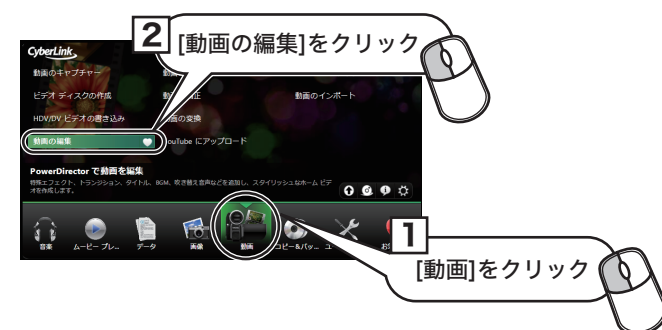 2
[動画の編集]をクリック
CyberLink
動画のキャプチャー
ビデオ ディスクの作成
動画のインポート
HDV/DV ビデオの書き込み
動画の変換
動画の編集
YouTube にアップロード
PowerDirector で動画を編集
特殊エフェクト、トランジション、タイトル、BGM、吹き替え音声などを追加し、スタイリッシュなホーム ビデ
オを作成します。
1
[動画]をクリック
音楽
ムービー プレ...
データ
画像
動画
コピー&バッ...